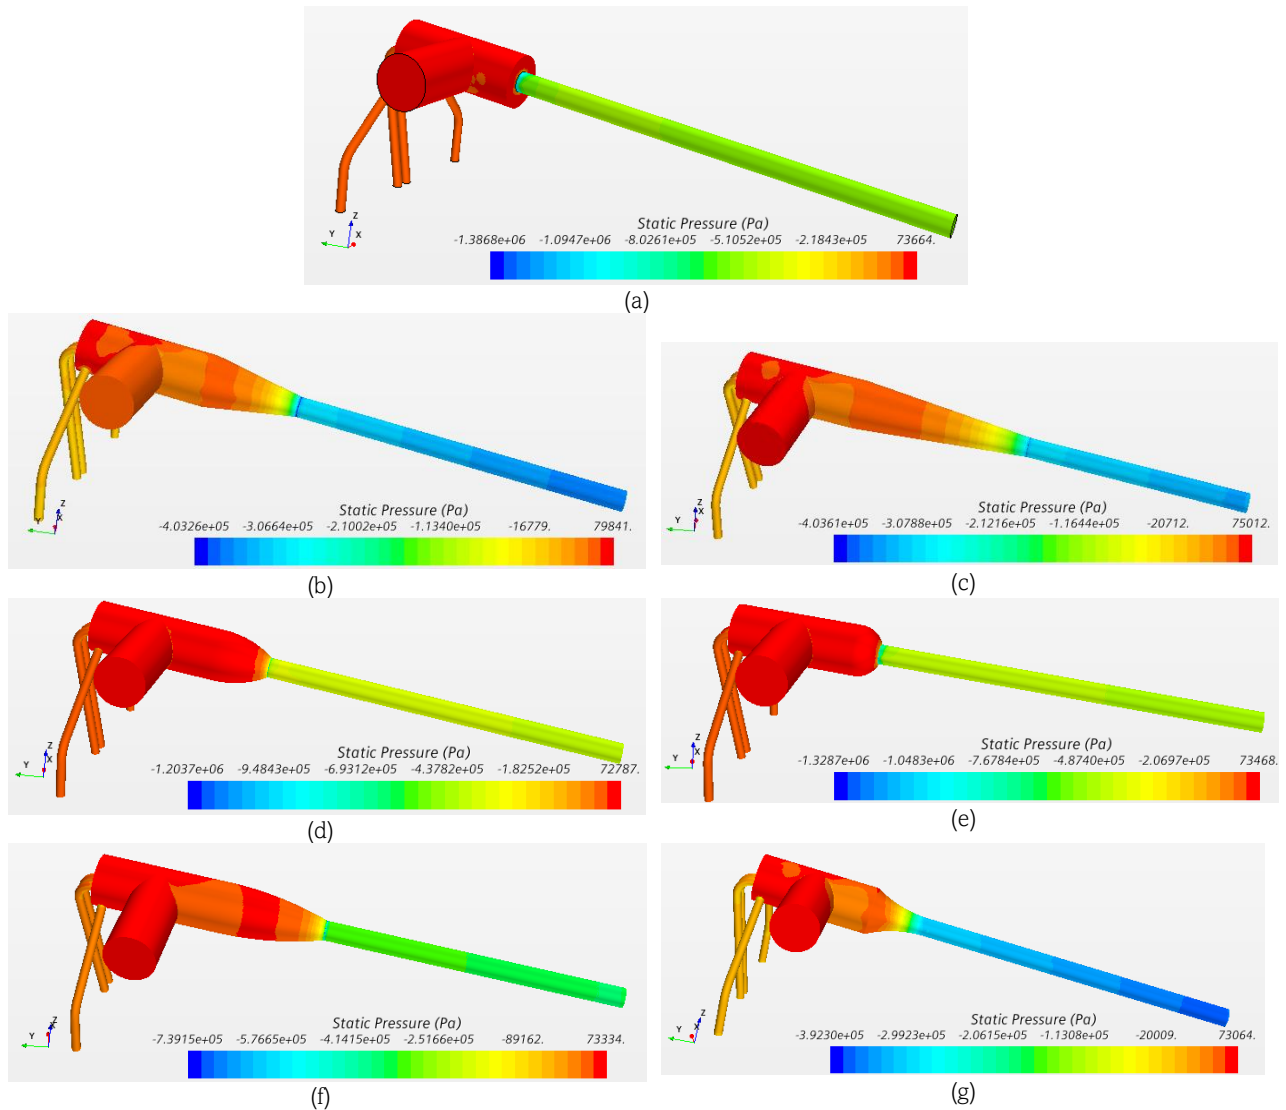 Z
Y
X
Static Pressure (Pa)
-1.3868e+06 -1.0947e+06 -8.0261e+05 -5.1052e+05 -2.1843e+05 73664.
(a)
Z
Y
X
Static Pressure (Pa)
-4.0326e+05 -3.0664e+05 -2.1002e+05 -1.1340e+05 -16779. 79841.
(b)
Z
Y
X
Static Pressure (Pa)
-4.0361e+05 -3.0788e+05 -2.1216e+05 -1.1644e+05 -20712. 75012.
(c)
Z
Y
X
Static Pressure (Pa)
-1.2037e+06 -9.4843e+05 -6.9312e+05 -4.3782e+05 -1.8252e+05 72787.
(d)
Z
Y
X
Static Pressure (Pa)
-1.3287e+06 -1.0483e+06 -7.6784e+05 -4.8740e+05 -2.0697e+05 73468.
(e)
Z
Y
X
Static Pressure (Pa)
-7.3915e+05 -5.7665e+05 -4.1415e+05 -2.5166e+05 -89162. 73334.
(f)
Z
Y
X
Static Pressure (Pa)
-3.9230e+05 -2.9923e+05 -2.0615e+05 -1.1308e+05 -20009. 73064.
(g)